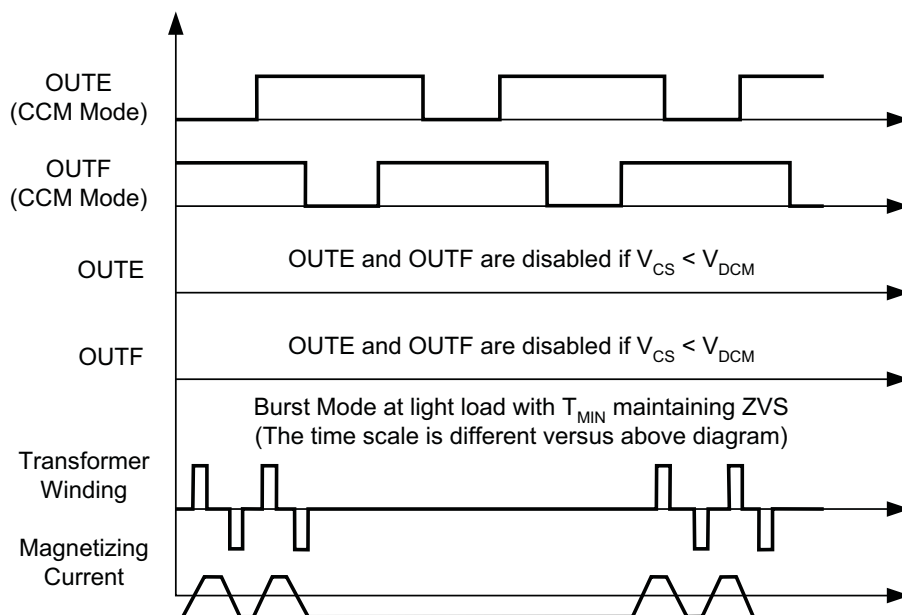 OUTE
(CCM Mode)
OUTF
(CCM Mode)
OUTE
OUTE and OUTF are disabled if V_CS < V_DCM
OUTF
OUTE and OUTF are disabled if V_CS < V_DCM
Burst Mode at light load with T_MIN maintaining ZVS
(The time scale is different versus above diagram)
Transformer
Winding
Magnetizing
Current